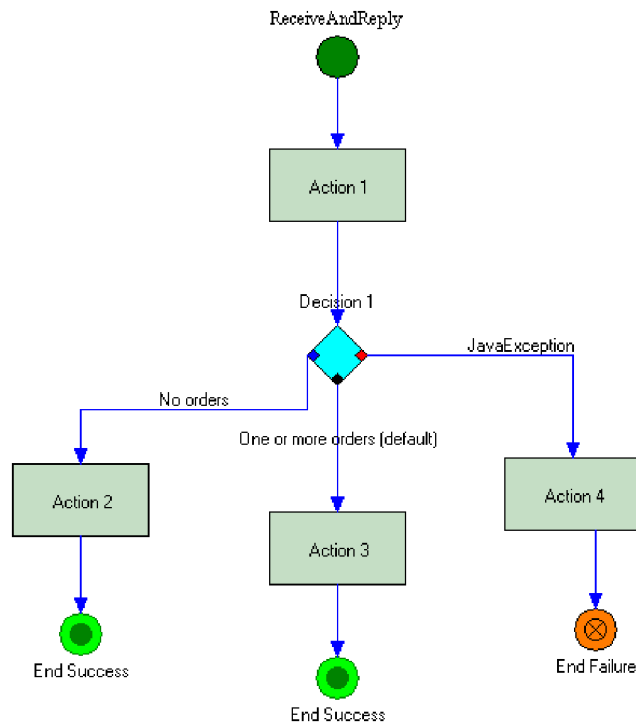 ReceiveAndReply
Action 1
Decision 1
JavaException
No orders
One or more orders (default)
Action 2
Action 3
Action 4
End Success
End Success
End Failure